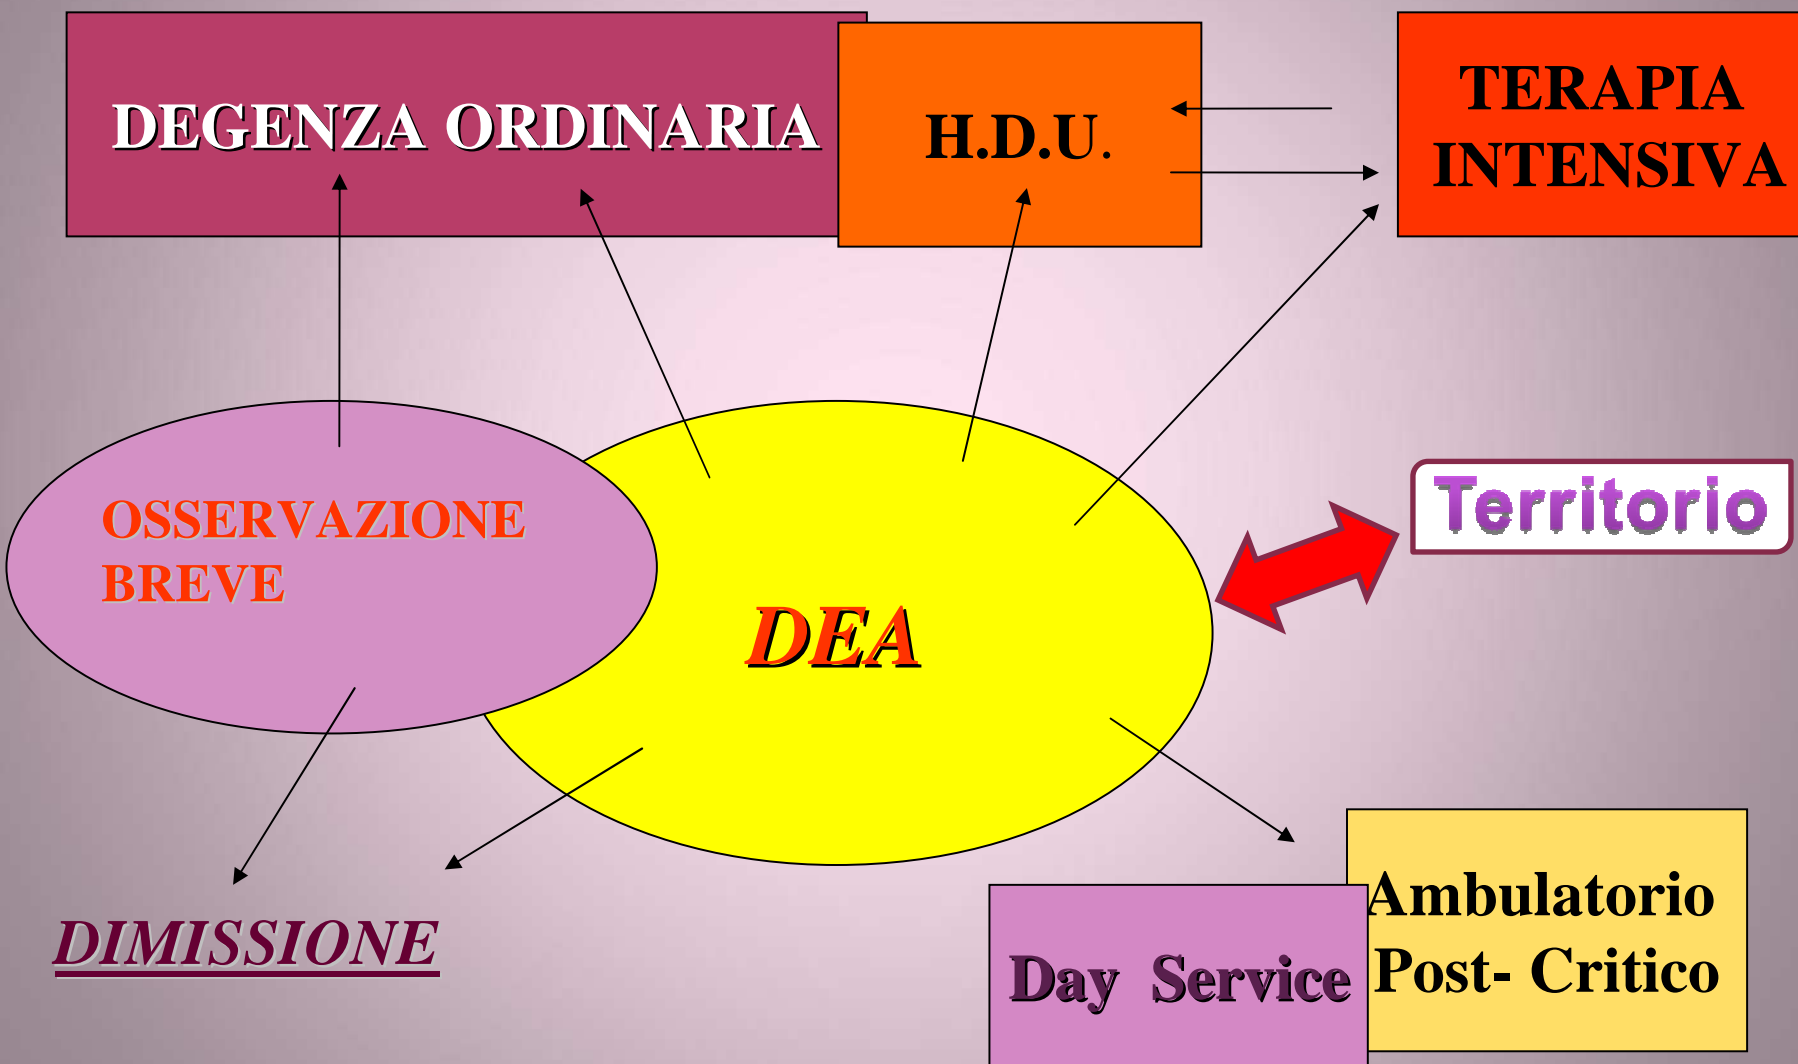 DEGENZA ORDINARIA
H.D.U.
TERAPIA
INTENSIVA
OSSERVAZIONE
BREVE
Territorio
DEA
DIMISSIONE
Day Service
Ambulatorio
Post- Critico